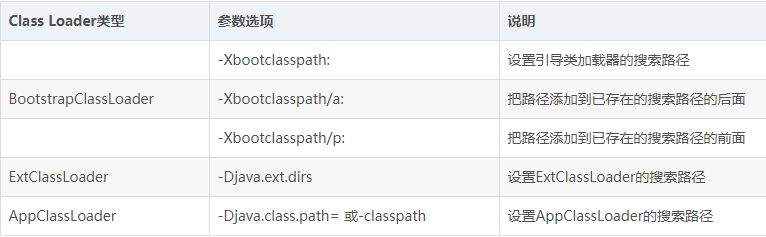 Class Loader类型 参数选项 说明
-Xbootclasspath: 设置引导类加载器的搜索路径
BootstrapClassLoader -Xbootclasspath/a: 把路径添加到已存在的搜索路径的后面
-Xbootclasspath/p: 把路径添加到已存在的搜索路径的前面
ExtClassLoader -Djava.ext.dirs 设置ExtClassLoader的搜索路径
AppClassLoader -Djava.class.path= 或-classpath 设置AppClassLoader的搜索路径